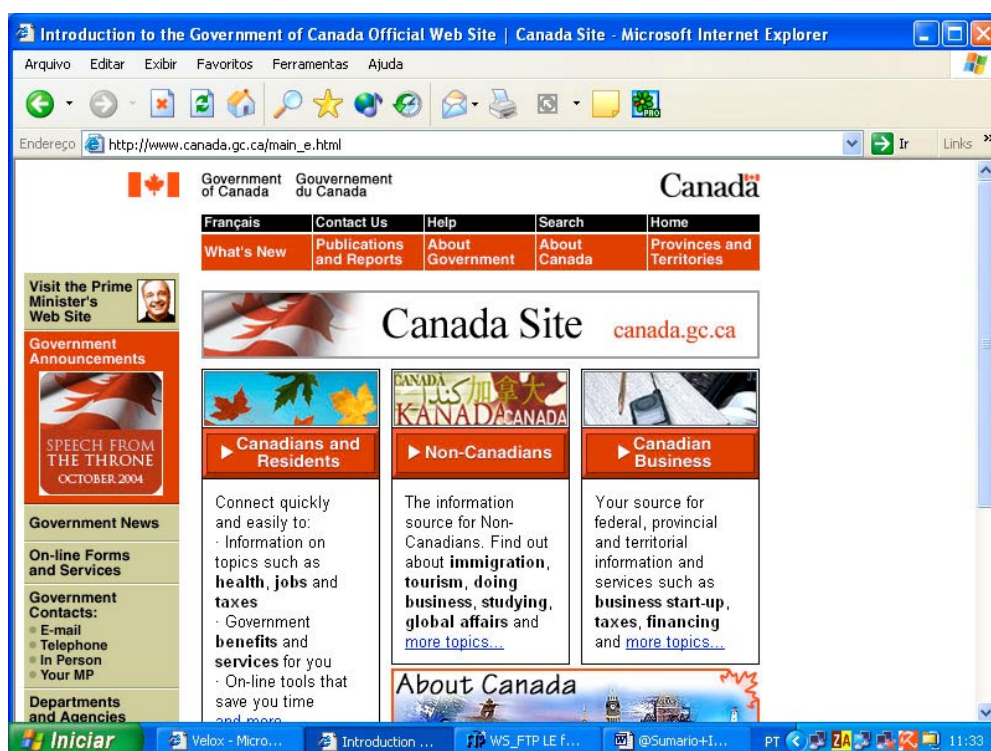 Introduction to the Government of Canada Official Web Site | Canada Site - Microsoft Internet Explorer
Arquivo Editar Exibir Favoritos Ferramentas Ajuda
PRO
Endereço http://www.canada.gc.ca/main_e.html Ir Links »
Government of Canada
Gouvernement du Canada
Canada
Français Contact Us Help Search Home
What's New
Publications and Reports
About Government
About Canada
Provinces and Territories
Visit the Prime
Minister's
Web Site
Government
Announcements
SPEECH FROM
THE THRONE
OCTOBER 2004
Government News
On-line Forms
and Services
Government
Contacts:
E-mail
Telephone
In Person
Your MP
Departments
and Agencies
Canada Site canada.gc.ca
Canadians and
Residents
Connect quickly
and easily to:
· Information on
topics such as
health, jobs and
taxes
· Government
benefits and
services for you
· On-line tools that
save you time
and more
CANADÀ
كندا
加拿大
KANADA
CANADA
Non-Canadians
The information
source for Non-
Canadians. Find out
about immigration,
tourism, doing
business, studying,
global affairs and
more topics...
Canadian
Business
Your source for
federal, provincial
and territorial
information and
services such as
business start-up,
taxes, financing
and more topics...
About Canada
Iniciar Velox - Micro... Introduction ... WS_FTP LE f... @Sumario+I... PT 11:33